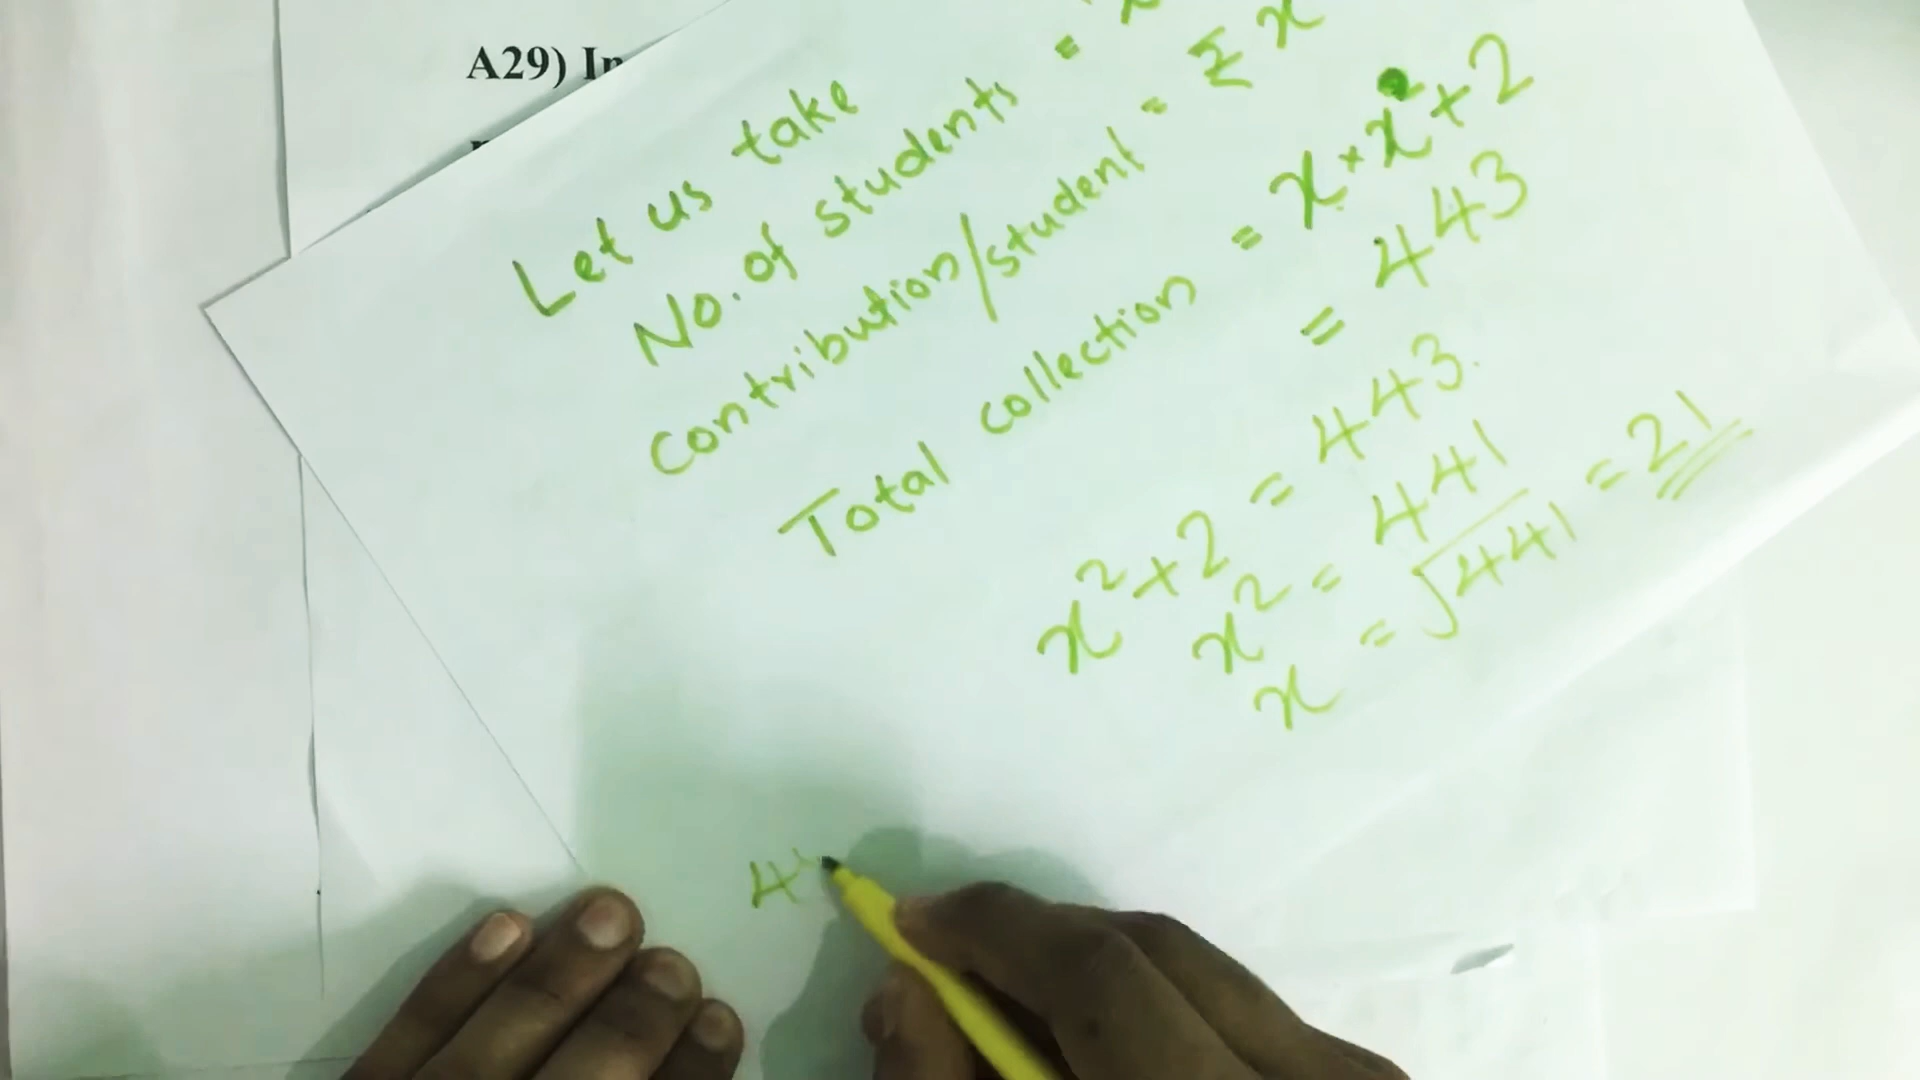 A29) In
Let us take
No. of students = x
Contribution/student = ₹ x
Total collection = x × x + 2
= 443
x² + 2 = 443.
x² = 441
x = √441 = 21
44